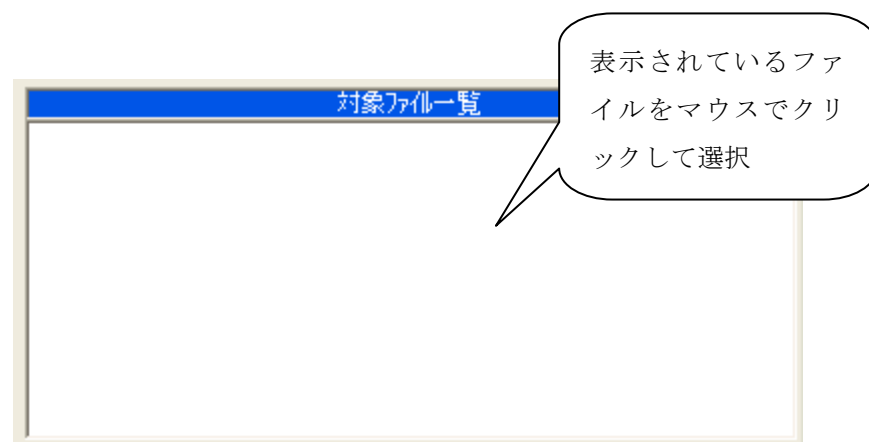 対象ファイル一覧
表示されているファ
イルをマウスでクリ
ックして選択